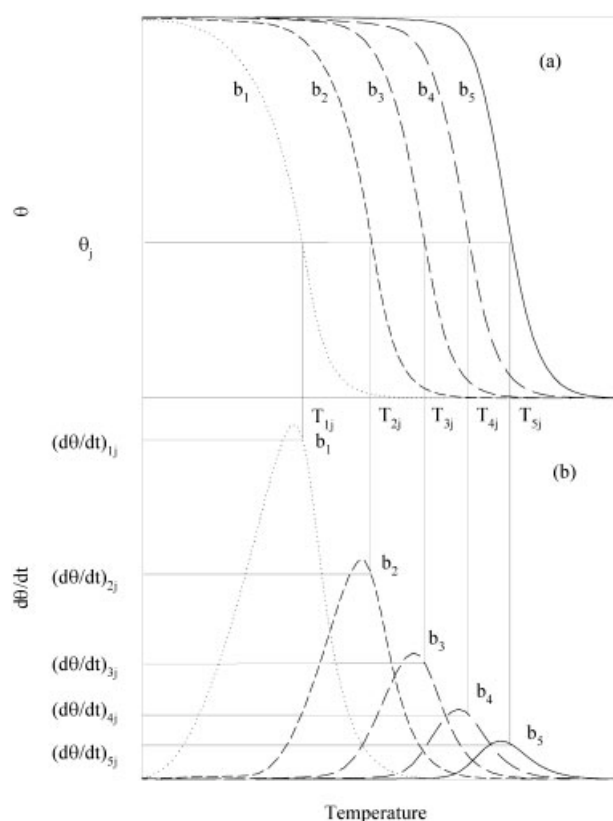 (a)
b₁ b₂ b₃ b₄ b₅
θ
θⱼ
T₁ⱼ T₂ⱼ T₃ⱼ T₄ⱼ T₅ⱼ
(dθ/dt)₁ⱼ
b₁
(b)
(dθ/dt)₂ⱼ
b₂
dθ/dt
(dθ/dt)₃ⱼ
b₃
(dθ/dt)₄ⱼ
b₄
(dθ/dt)₅ⱼ
b₅
Temperature